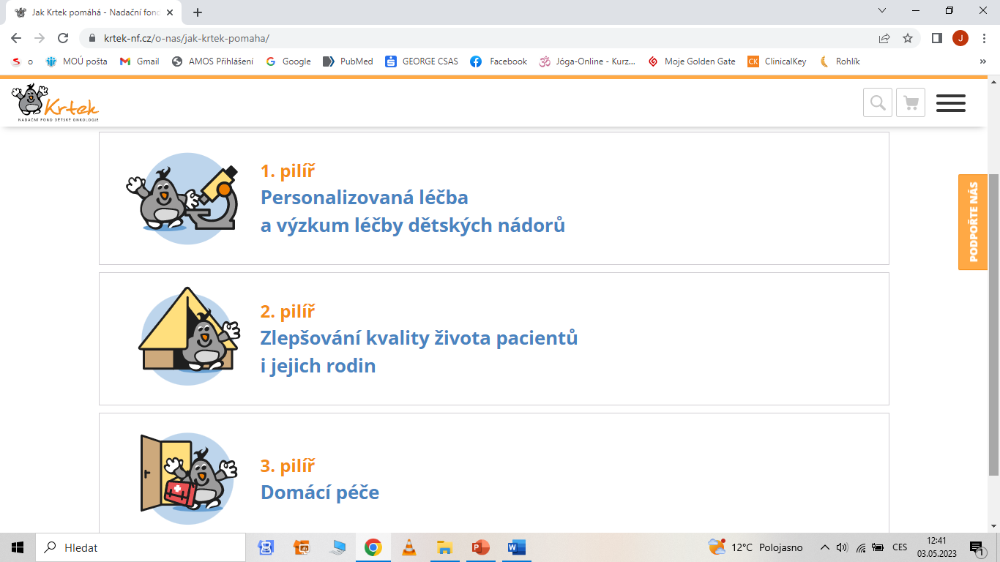 Jak Krtek pomáhá - Nadační fond
krtek-nf.cz/o-nas/jak-krtek-pomaha/
J
o
MOÚ pošta
Gmail
AMOS Přihlášení
Google
PubMed
GEORGE CSAS
Facebook
Jóga-Online - Kurz...
Moje Golden Gate
CK
ClinicalKey
Rohlík
»
Krtek
NADAČNÍ FOND DĚTSKÉ ONKOLOGIE
1. pilíř
Personalizovaná léčba
a výzkum léčby dětských nádorů
PODPOŘTE NÁS
2. pilíř
Zlepšování kvality života pacientů
i jejich rodin
3. pilíř
Domácí péče
Hledat
12°C Polojasno
CES
12:41
03.05.2023
1